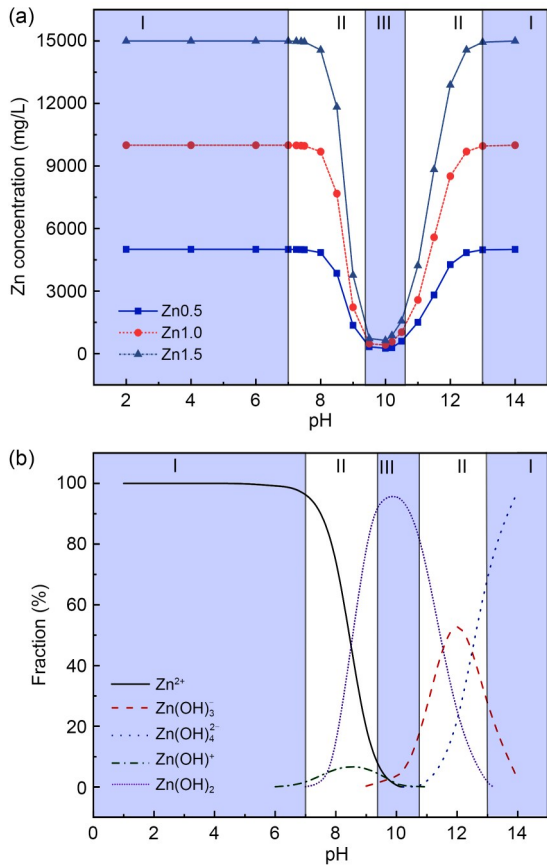 (a)
I II III II I
15000
12000
9000
6000
3000
0
Zn concentration (mg/L)
Zn0.5
Zn1.0
Zn1.5
2 4 6 8 10 12 14
pH
(b)
I II III II I
100
80
60
40
20
0
Fraction (%)
Zn²⁺
Zn(OH)₃⁻
Zn(OH)₄²⁻
Zn(OH)⁺
Zn(OH)₂
0 2 4 6 8 10 12 14
pH